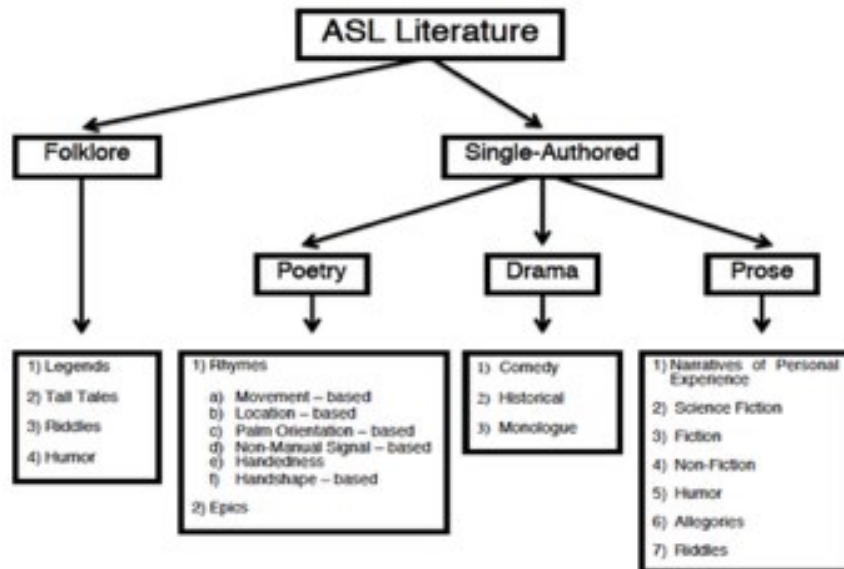 ASL Literature
Folklore
Single-Authored
Poetry
Drama
Prose
1) Legends
2) Tall Tales
3) Riddles
4) Humor
1) Rhymes
a) Movement – based
b) Location – based
c) Palm Orientation – based
d) Non-Manual Signal – based
e) Handedness
f) Handshape – based
2) Epics
1) Comedy
2) Historical
3) Monologue
1) Narratives of Personal
Experience
2) Science Fiction
3) Fiction
4) Non-Fiction
5) Humor
6) Allegories
7) Riddles